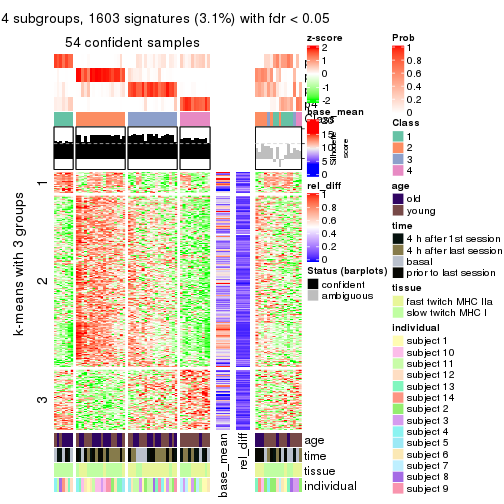 4 subgroups, 1603 signatures (3.1%) with fdr < 0.05
54 confident samples
z-score
2
1
0
-1
-2
base_mean
15
10
5
0
Silhouette
score
rel_diff
1
0.8
0.6
0.4
0.2
0
Status (barplots)
confident
ambiguous
Prob
1
0.8
0.6
0.4
0.2
0
Class
1
2
3
4
age
old
young
time
4 h after 1st session
4 h after last session
basal
prior to last session
tissue
fast twitch MHC IIa
slow twitch MHC I
individual
subject 1
subject 10
subject 11
subject 12
subject 13
subject 14
subject 2
subject 3
subject 4
subject 5
subject 6
subject 7
subject 8
subject 9
k-means with 3 groups
1
2
3
base_mean
rel_diff
age
time
tissue
individual